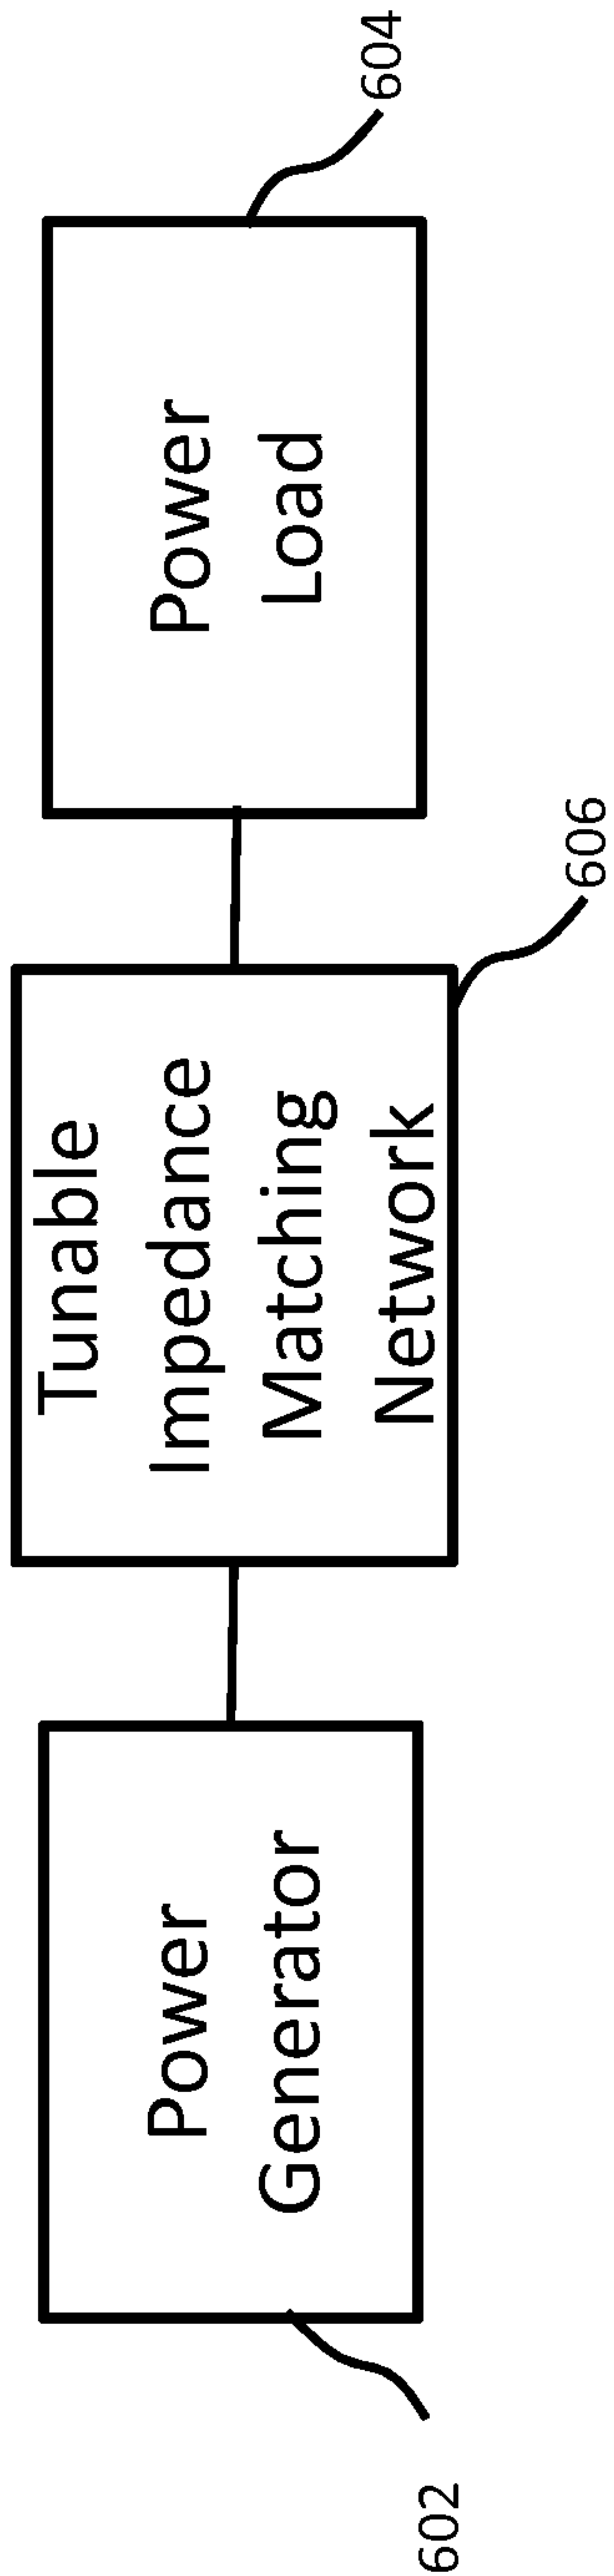 Power
Generator
602
Tunable
Impedance
Matching
Network
606
Power
Load
604